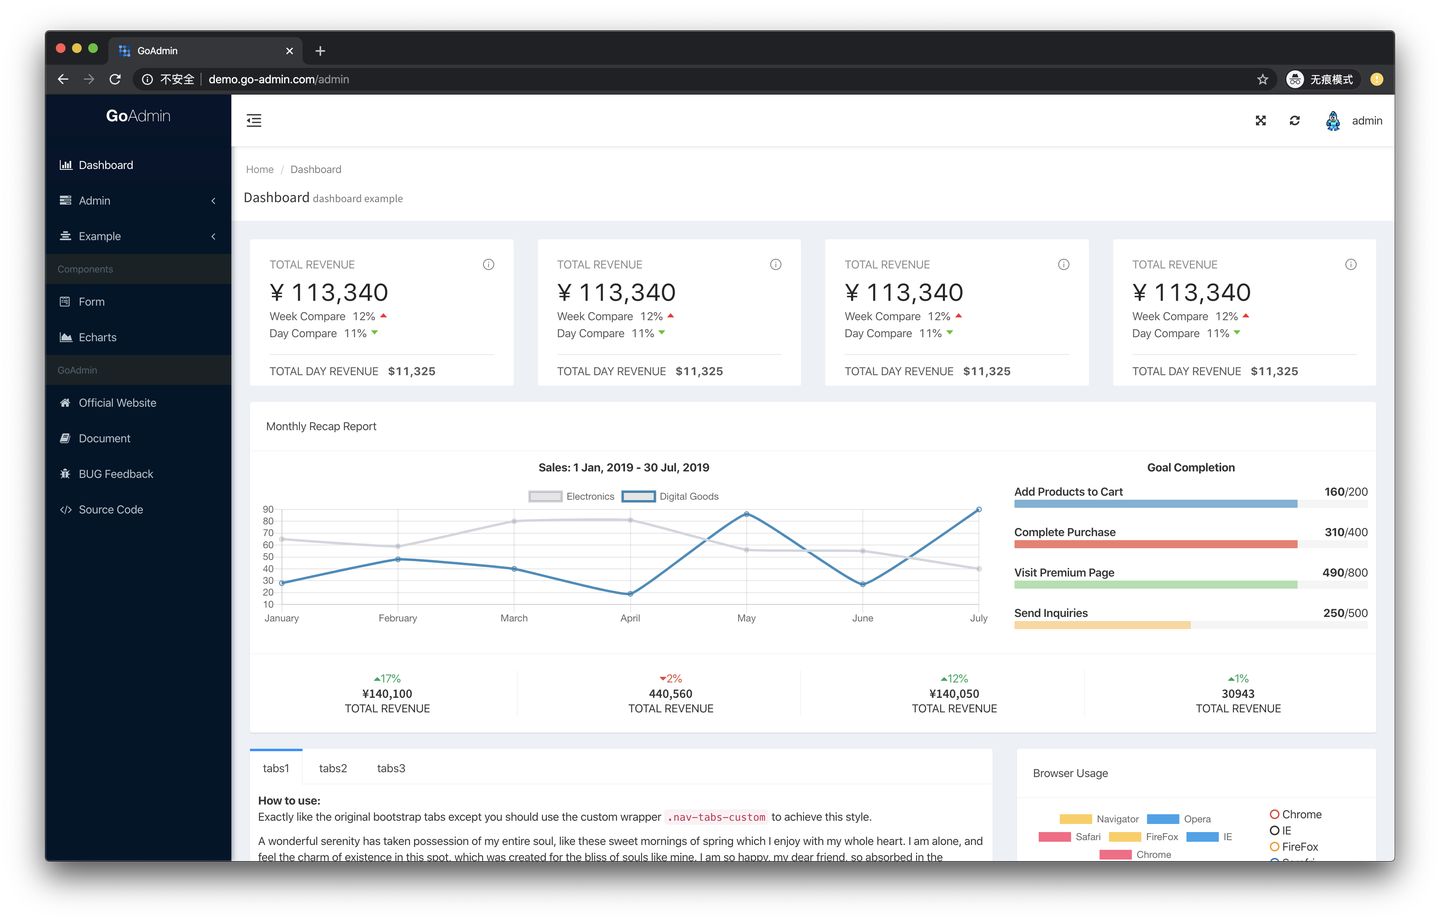 GoAdmin
不安全 demo.go-admin.com/admin
无痕模式
GoAdmin
admin
Dashboard
Admin
Example
Components
Form
Echarts
GoAdmin
Official Website
Document
BUG Feedback
Source Code
Home / Dashboard
Dashboard dashboard example
TOTAL REVENUE
¥ 113,340
Week Compare 12%
Day Compare 11%
TOTAL DAY REVENUE $11,325
TOTAL REVENUE
¥ 113,340
Week Compare 12%
Day Compare 11%
TOTAL DAY REVENUE $11,325
TOTAL REVENUE
¥ 113,340
Week Compare 12%
Day Compare 11%
TOTAL DAY REVENUE $11,325
TOTAL REVENUE
¥ 113,340
Week Compare 12%
Day Compare 11%
TOTAL DAY REVENUE $11,325
Monthly Recap Report
Sales: 1 Jan, 2019 - 30 Jul, 2019
Electronics Digital Goods
90
80
70
60
50
40
30
20
10
January February March April May June July
Goal Completion
Add Products to Cart 160/200
Complete Purchase 310/400
Visit Premium Page 490/800
Send Inquiries 250/500
17%
¥140,100
TOTAL REVENUE
2%
440,560
TOTAL REVENUE
12%
¥140,050
TOTAL REVENUE
1%
30943
TOTAL REVENUE
tabs1 tabs2 tabs3
How to use:
Exactly like the original bootstrap tabs except you should use the custom wrapper .nav-tabs-custom to achieve this style.
A wonderful serenity has taken possession of my entire soul, like these sweet mornings of spring which I enjoy with my whole heart. I am alone, and
feel the charm of existence in this spot, which was created for the bliss of souls like mine. I am so happy, my dear friend, so absorbed in the
Browser Usage
Navigator Opera
Safari FireFox IE
Chrome
Chrome
IE
FireFox